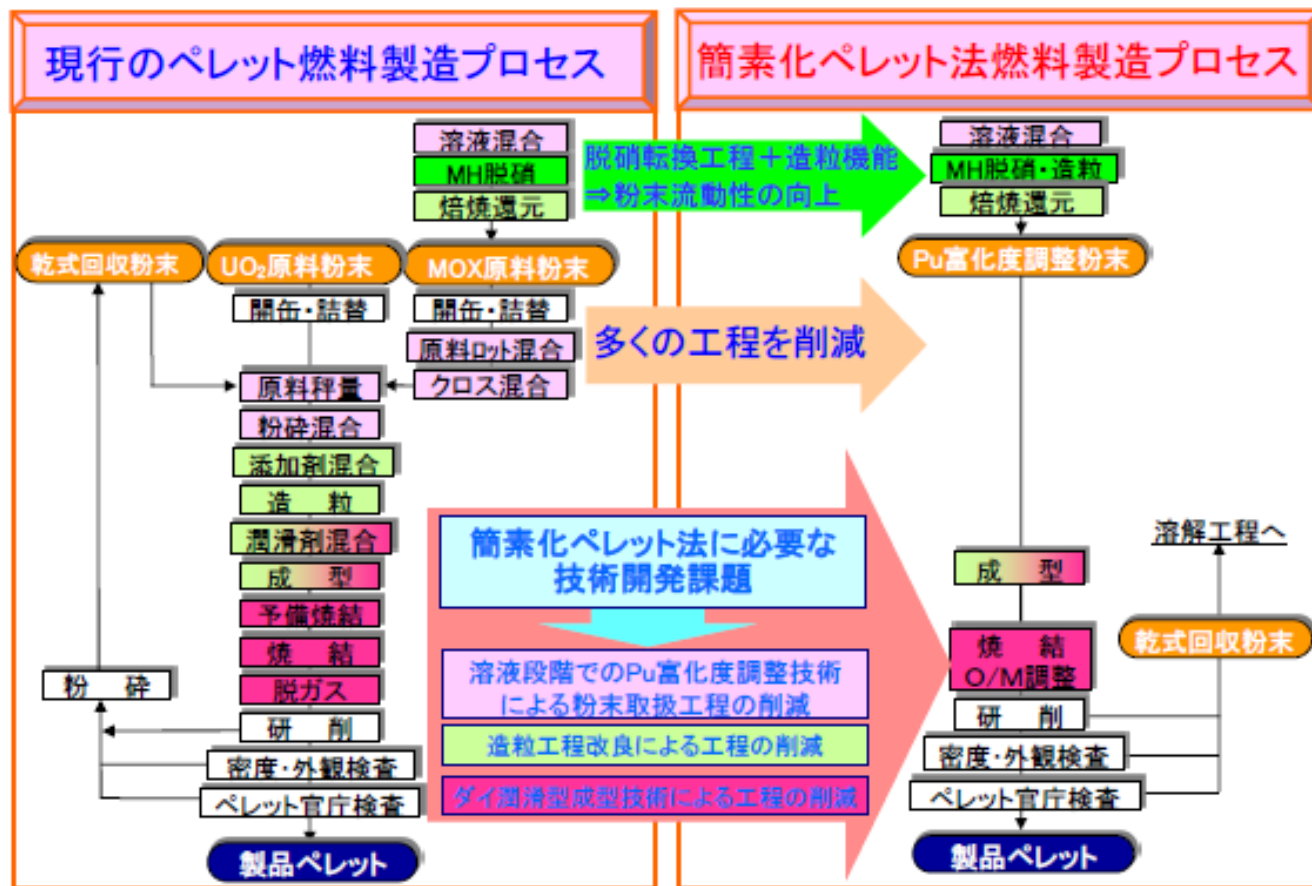 現行のペレット燃料製造プロセス
溶液混合
MH脱硝
焙焼還元
乾式回収粉末
UO₂原料粉末
MOX原料粉末
開缶・詰替
開缶・詰替
原料ロット混合
原料秤量
クロス混合
粉砕混合
添加剤混合
造 粒
潤滑剤混合
成 型
予備焼結
焼 結
脱ガス
粉 砕
研 削
密度・外観検査
ペレット官庁検査
製品ペレット
脱硝転換工程＋造粒機能
⇒粉末流動性の向上
多くの工程を削減
簡素化ペレット法に必要な
技術開発課題
溶液段階でのPu富化度調整技術
による粉末取扱工程の削減
造粒工程改良による工程の削減
ダイ潤滑型成型技術による工程の削減
簡素化ペレット法燃料製造プロセス
溶液混合
MH脱硝・造粒
焙焼還元
Pu富化度調整粉末
溶解工程へ
成 型
乾式回収粉末
焼 結
O/M調整
研 削
密度・外観検査
ペレット官庁検査
製品ペレット